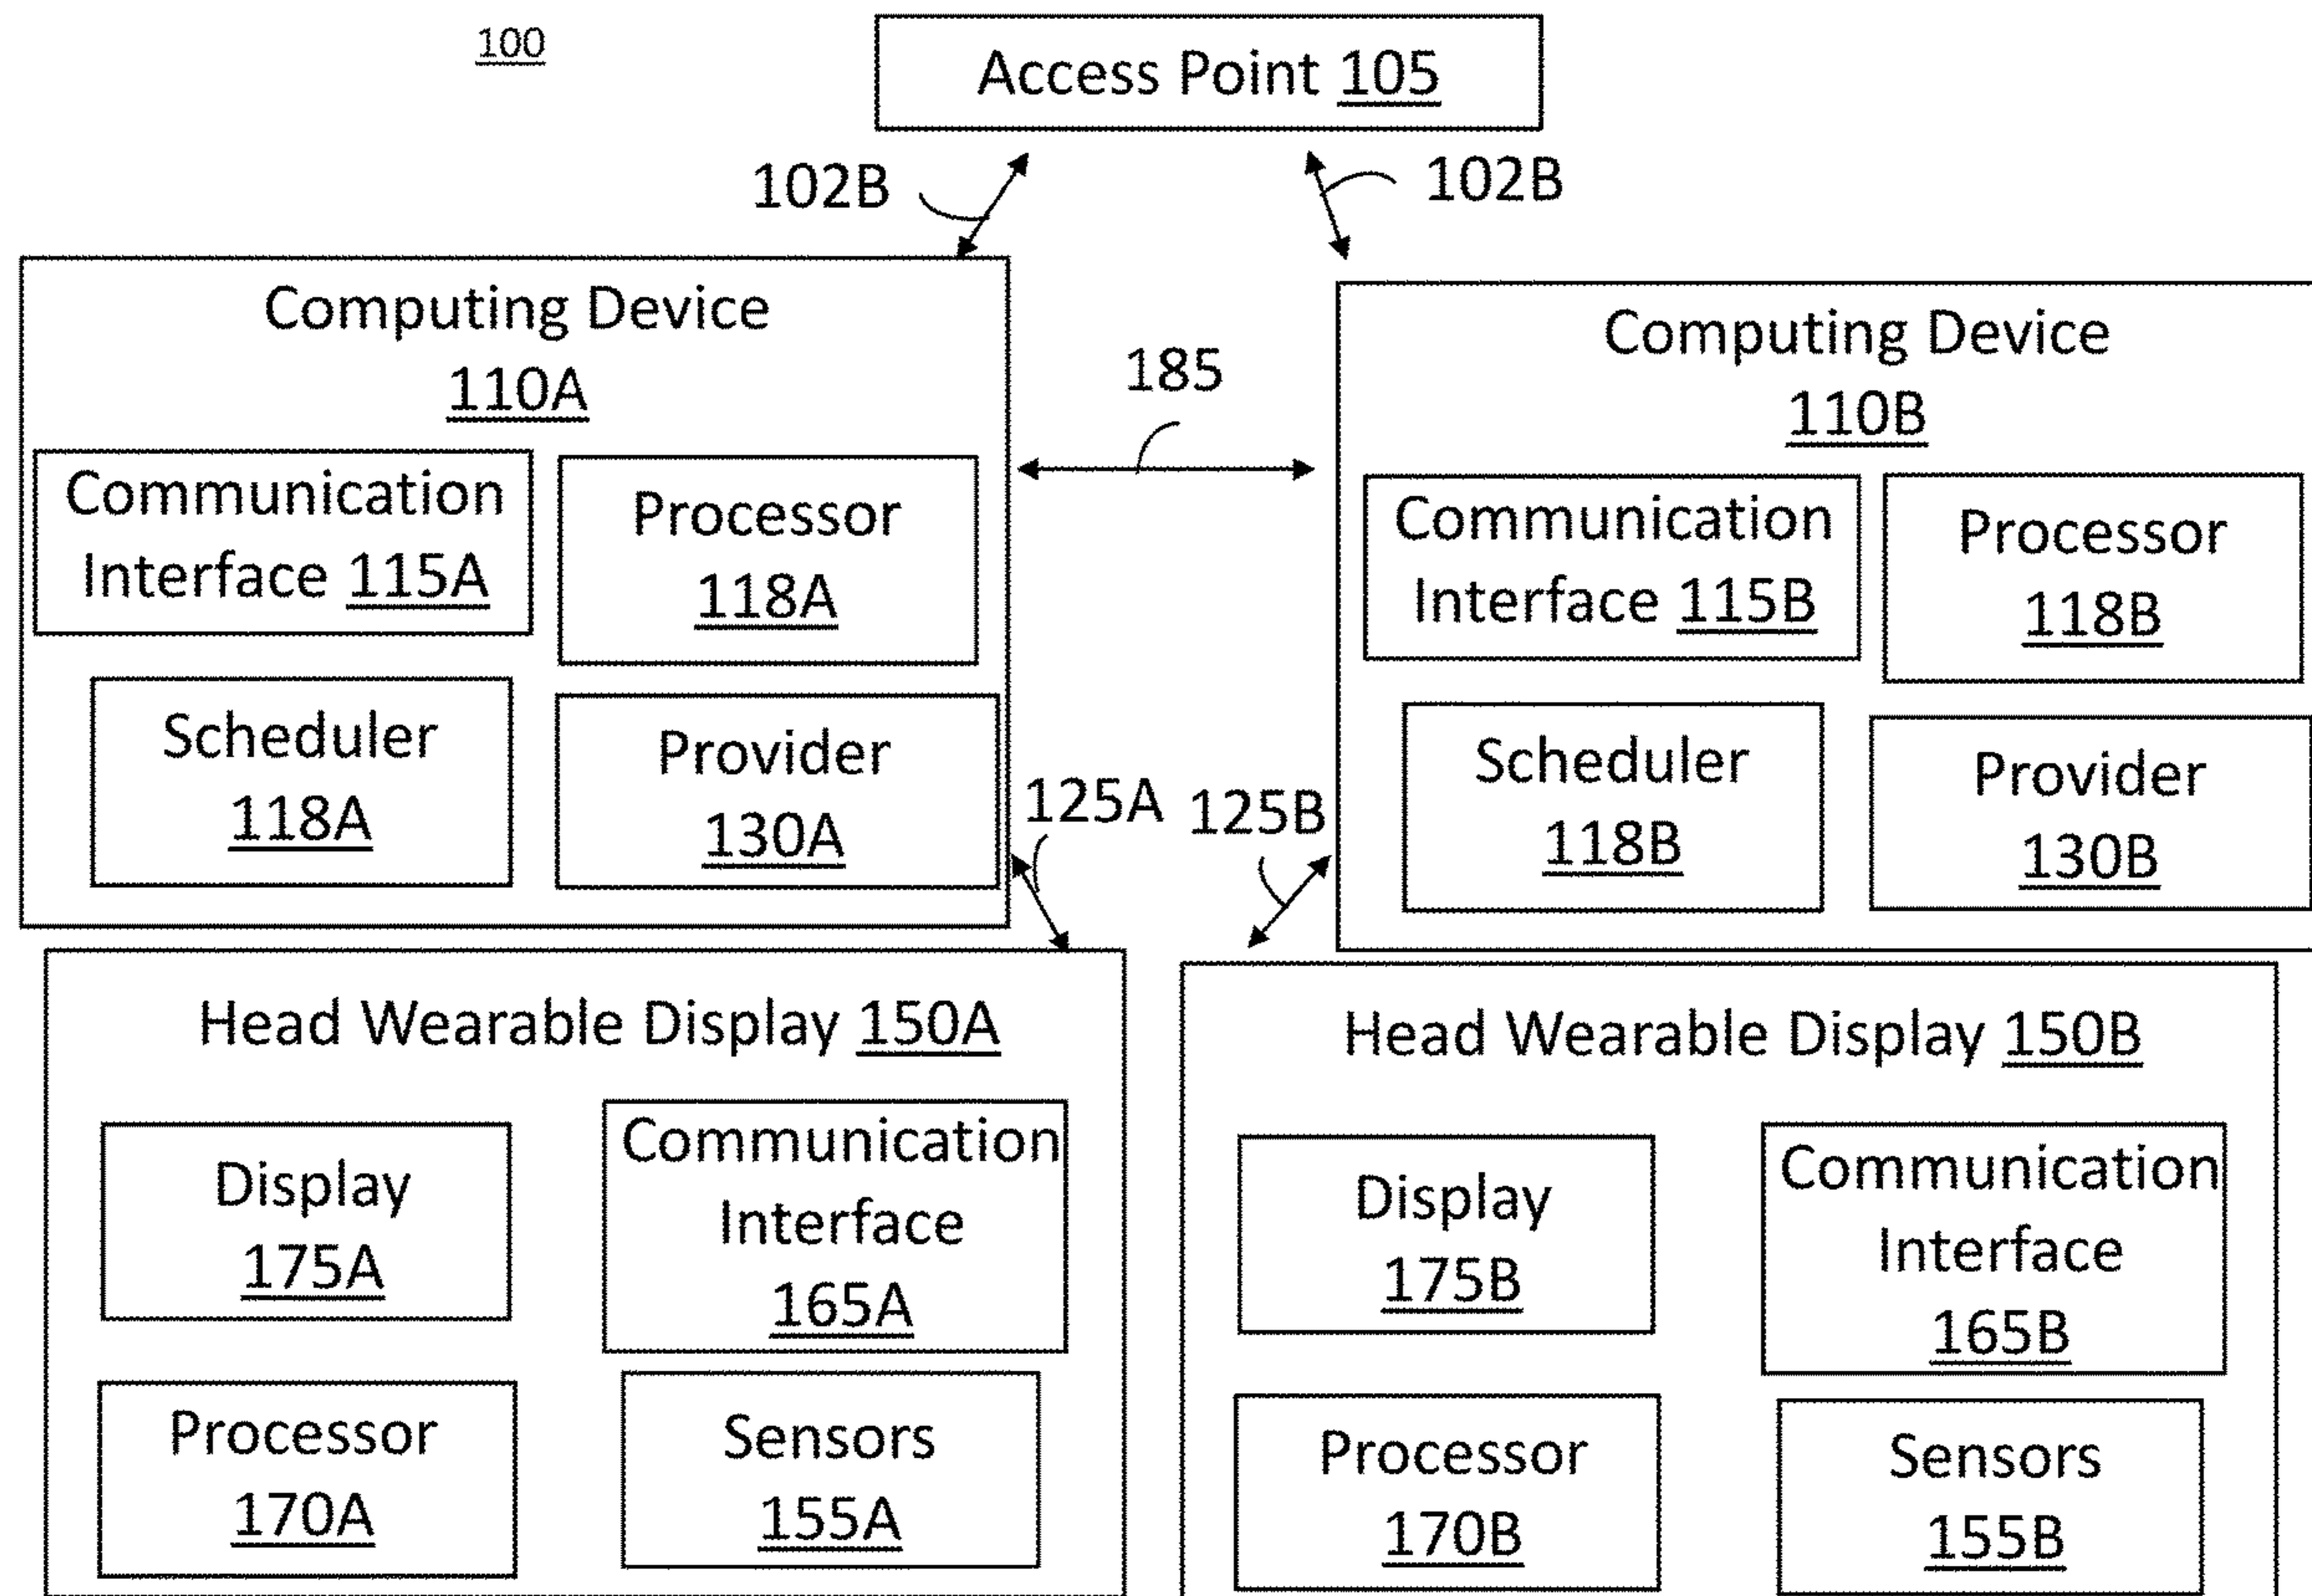 100
Access Point 105
102B
102B
Computing Device
110A
Communication
Interface 115A
Processor
118A
Scheduler
118A
Provider
130A
185
Computing Device
110B
Communication
Interface 115B
Processor
118B
Scheduler
118B
Provider
130B
125A
125B
Head Wearable Display 150A
Display
175A
Communication
Interface
165A
Processor
170A
Sensors
155A
Head Wearable Display 150B
Display
175B
Communication
Interface
165B
Processor
170B
Sensors
155B